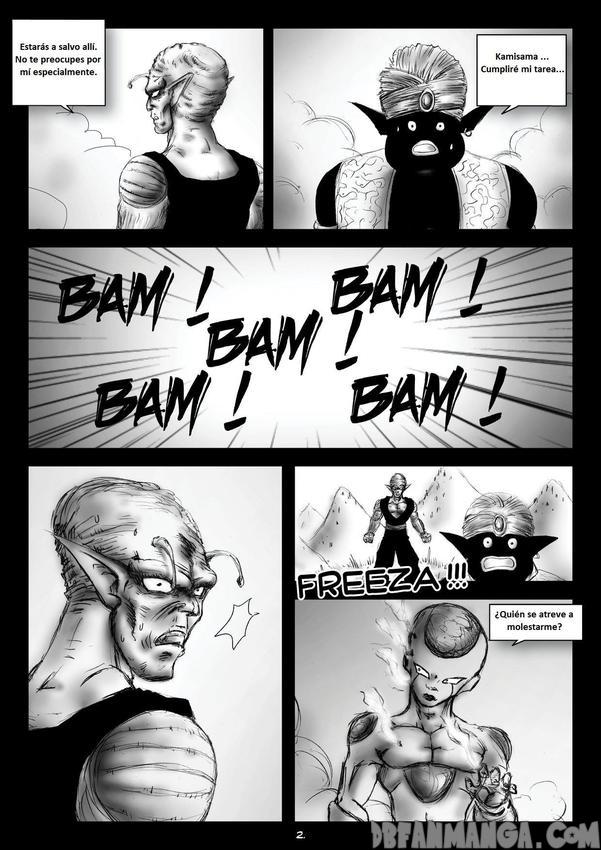 Estarás a salvo allí.
No te preocupes por
mí especialmente.
Kamisama ...
Cumpliré mi tarea...
BAM !
BAM !
BAM !
BAM !
BAM !
FREEZA !!!
¿Quién se atreve a
molestarme?
2.
DBFANMANGA.COM